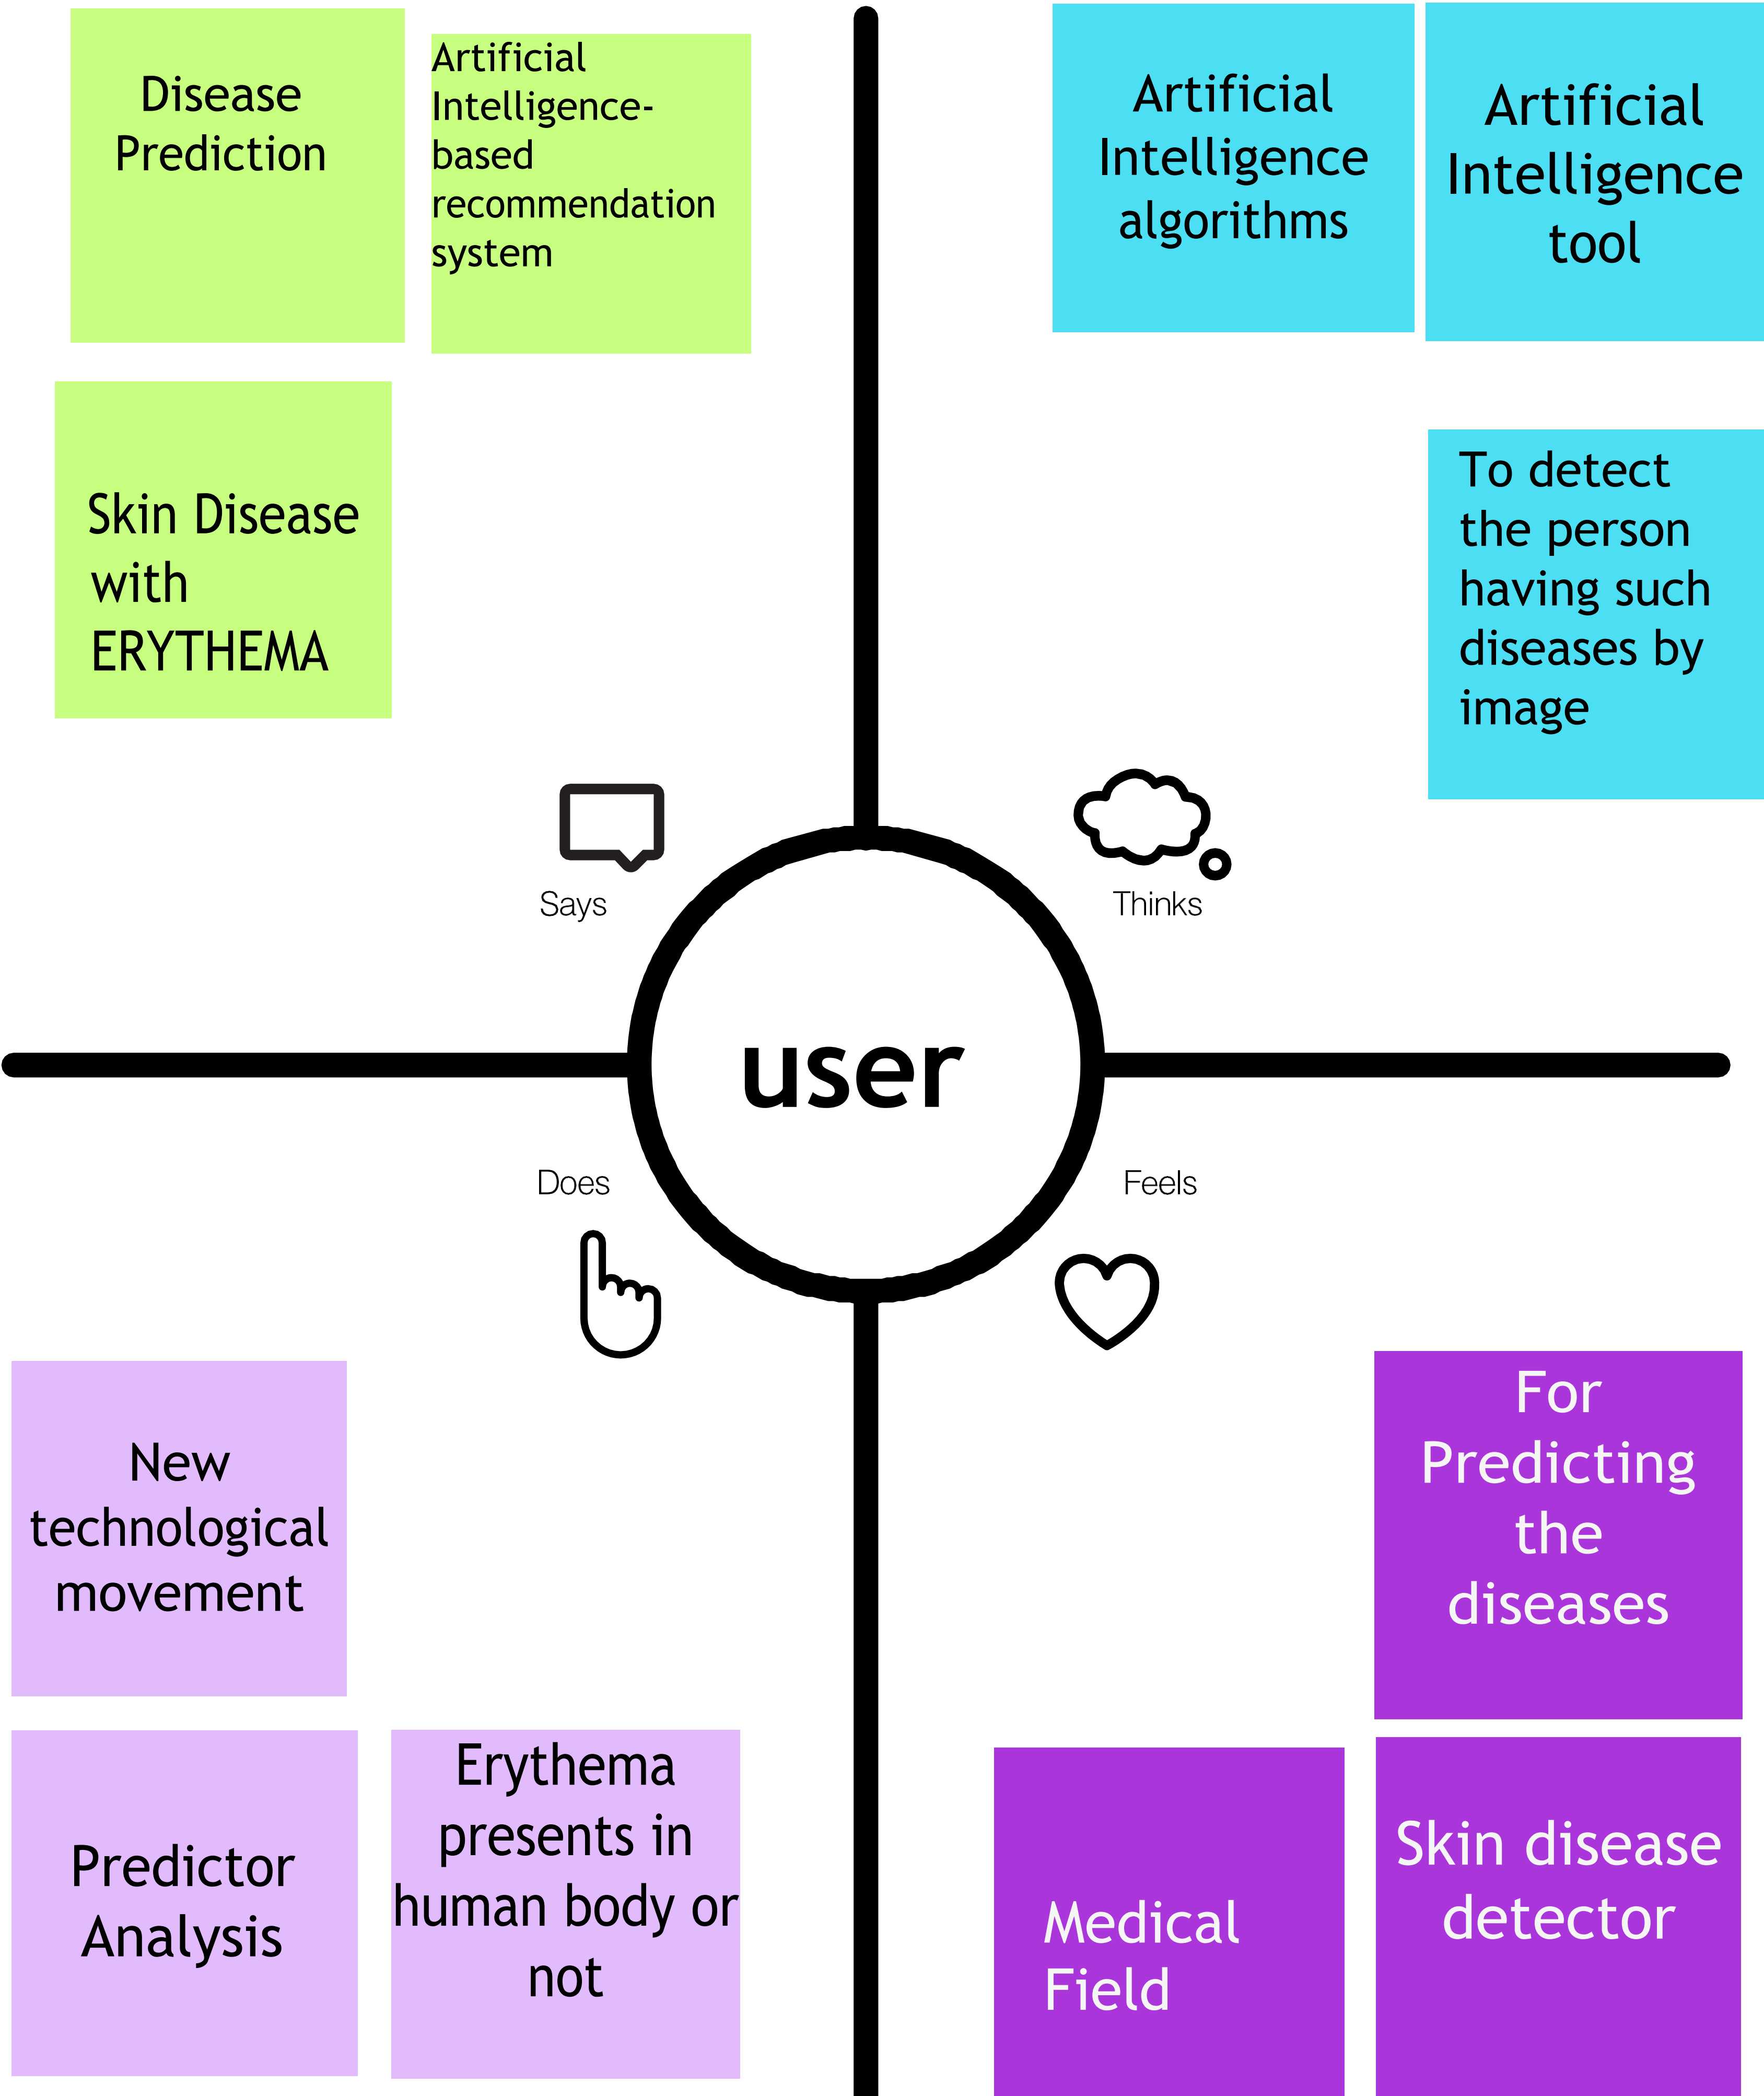 Disease
Prediction
Artificial
Intelligence-
based
recommendation
system
Skin Disease
with
ERYTHEMA
Says
Artificial
Intelligence
algorithms
Artificial
Intelligence
tool
To detect
the person
having such
diseases by
image
Thinks
user
Does
New
technological
movement
Predictor
Analysis
Erythema
presents in
human body or
not
Feels
For
Predicting
the
diseases
Medical
Field
Skin disease
detector